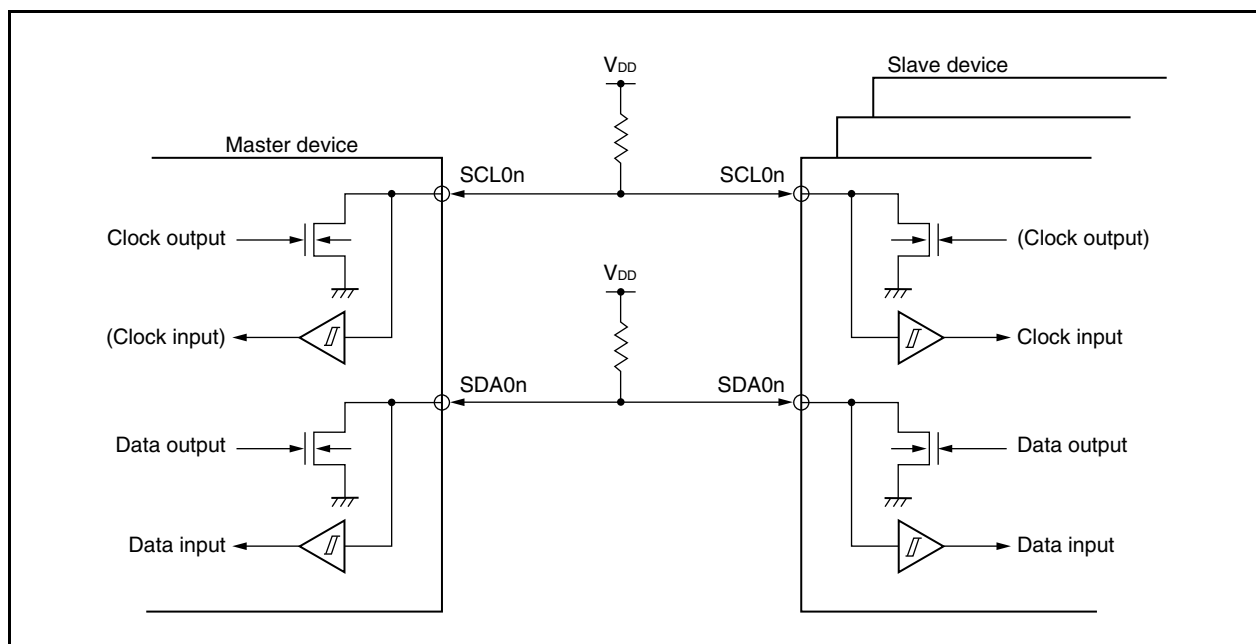 VDD
Slave device
Master device
SCL0n
SCL0n
Clock output
(Clock output)
VDD
(Clock input)
Clock input
SDA0n
SDA0n
Data output
Data output
Data input
Data input